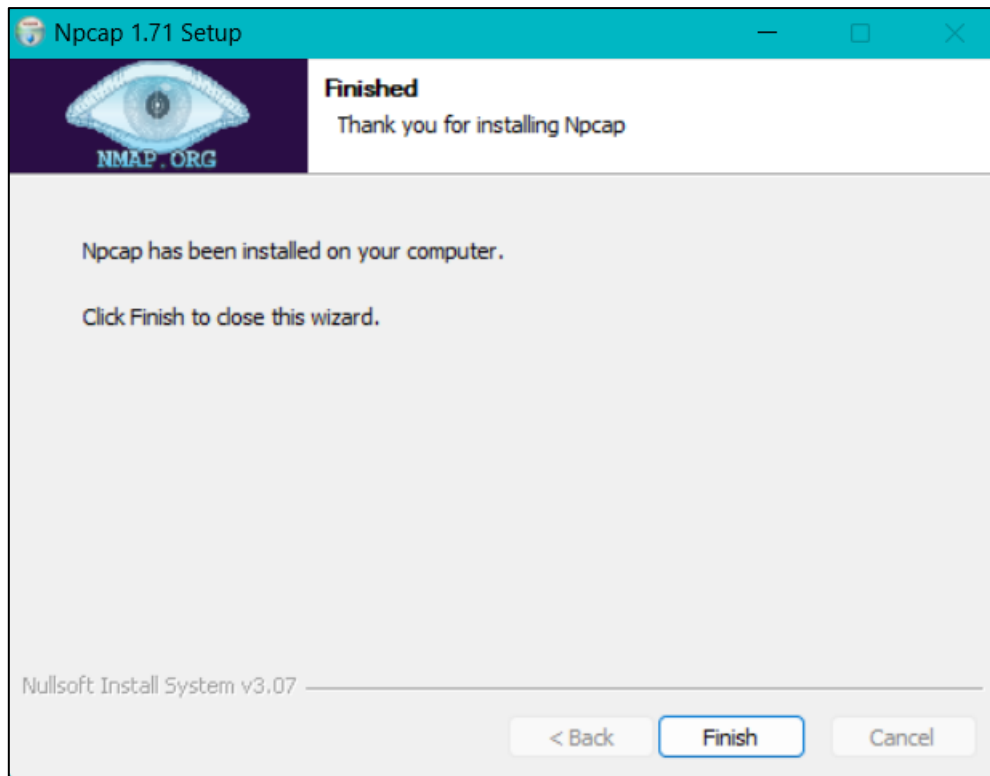 Npcap 1.71 Setup
NMAP.ORG
Finished
Thank you for installing Npcap
Npcap has been installed on your computer.
Click Finish to close this wizard.
Nullsoft Install System v3.07
< Back
Finish
Cancel